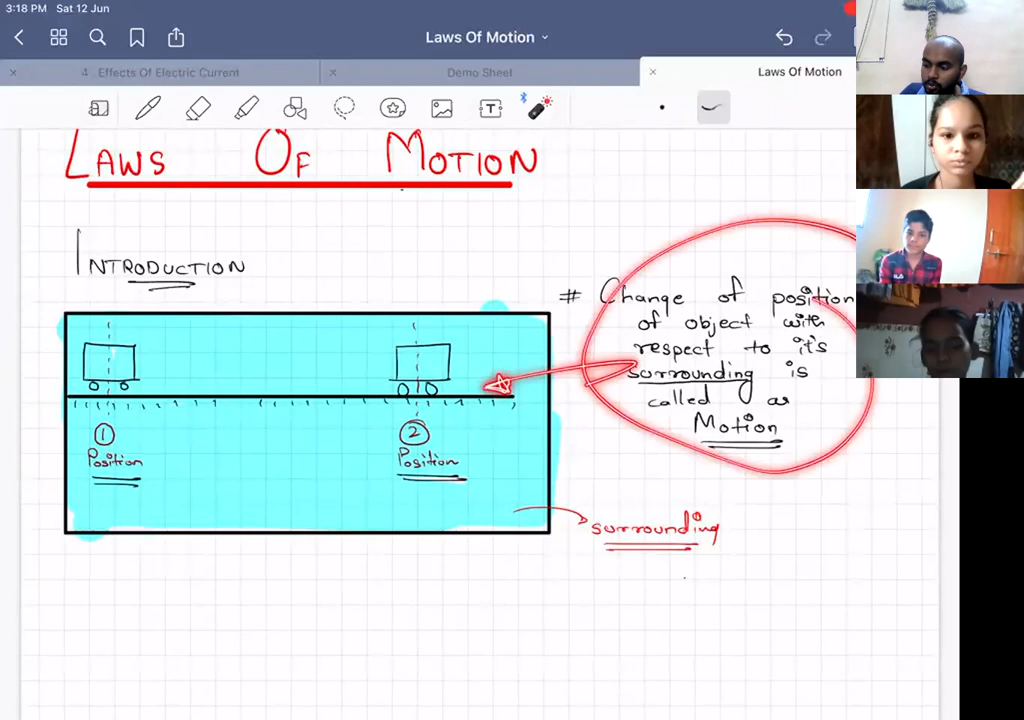 3:18 PM Sat 12 Jun
Laws Of Motion
4. Effects Of Electric Current
Demo Sheet
Laws Of Motion
T
LAWS OF MOTION
INTRODUCTION
1
Position
2
Position
# Change of position
of object with
respect to it's
surrounding is
called as
Motion
surrounding